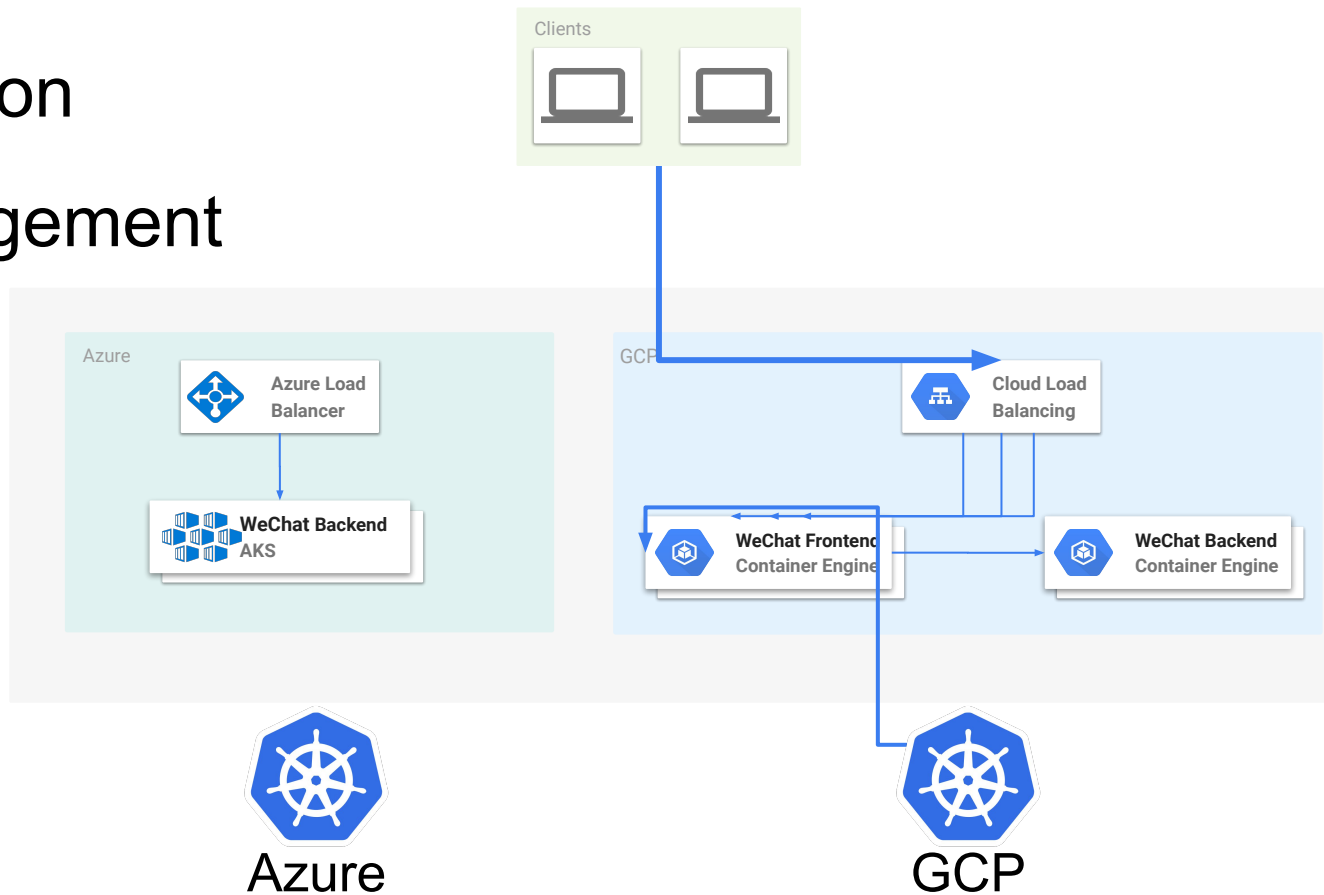 Clients
on
gement
Azure
Azure Load
Balancer
WeChat Backend
AKS
GCP
Cloud Load
Balancing
WeChat Frontend
Container Engine
WeChat Backend
Container Engine
Azure
GCP